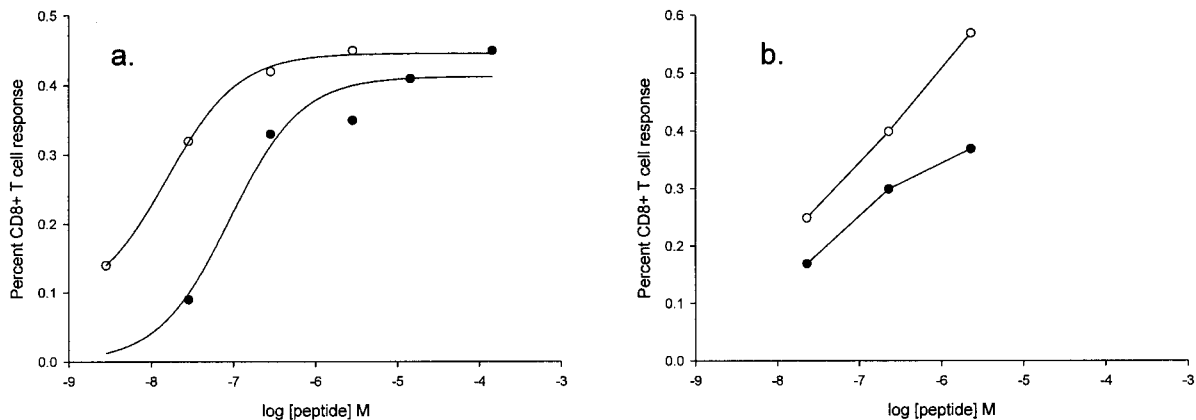 a.
Percent CD8+ T cell response
0.5
0.4
0.3
0.2
0.1
0.0
-9 -8 -7 -6 -5 -4 -3
log [peptide] M
b.
Percent CD8+ T cell response
0.6
0.5
0.4
0.3
0.2
0.1
0.0
-9 -8 -7 -6 -5 -4 -3
log [peptide] M